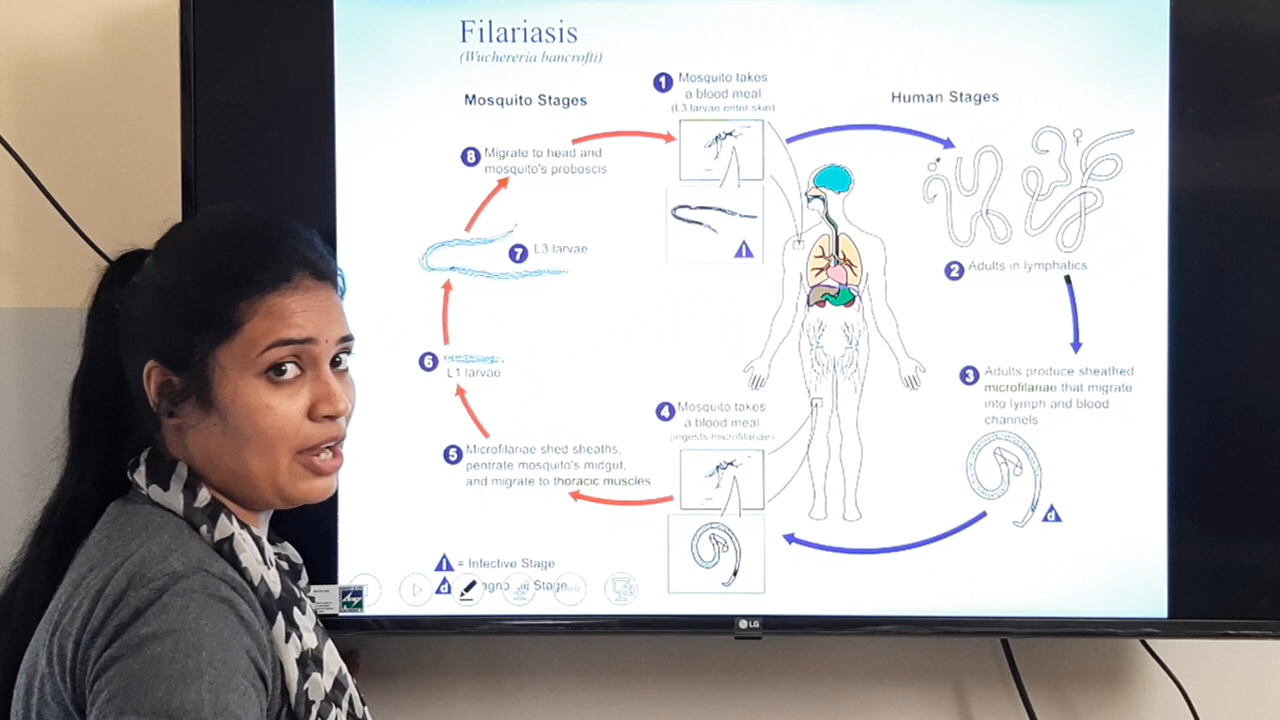 Filariasis
(Wuchereria bancrofti)
Mosquito Stages
Human Stages
1 Mosquito takes
a blood meal
(L3 larvae enter skin)
i
♂
♀
2 Adults in lymphatics
3 Adults produce sheathed
microfilariae that migrate
into lymph and blood
channels
d
4 Mosquito takes
a blood meal
(ingests microfilariae)
5 Microfilariae shed sheaths,
pentrate mosquito's midgut,
and migrate to thoracic muscles
6
L1 larvae
7 L3 larvae
8 Migrate to head and
mosquito's proboscis
i = Infective Stage
d Stage
LG